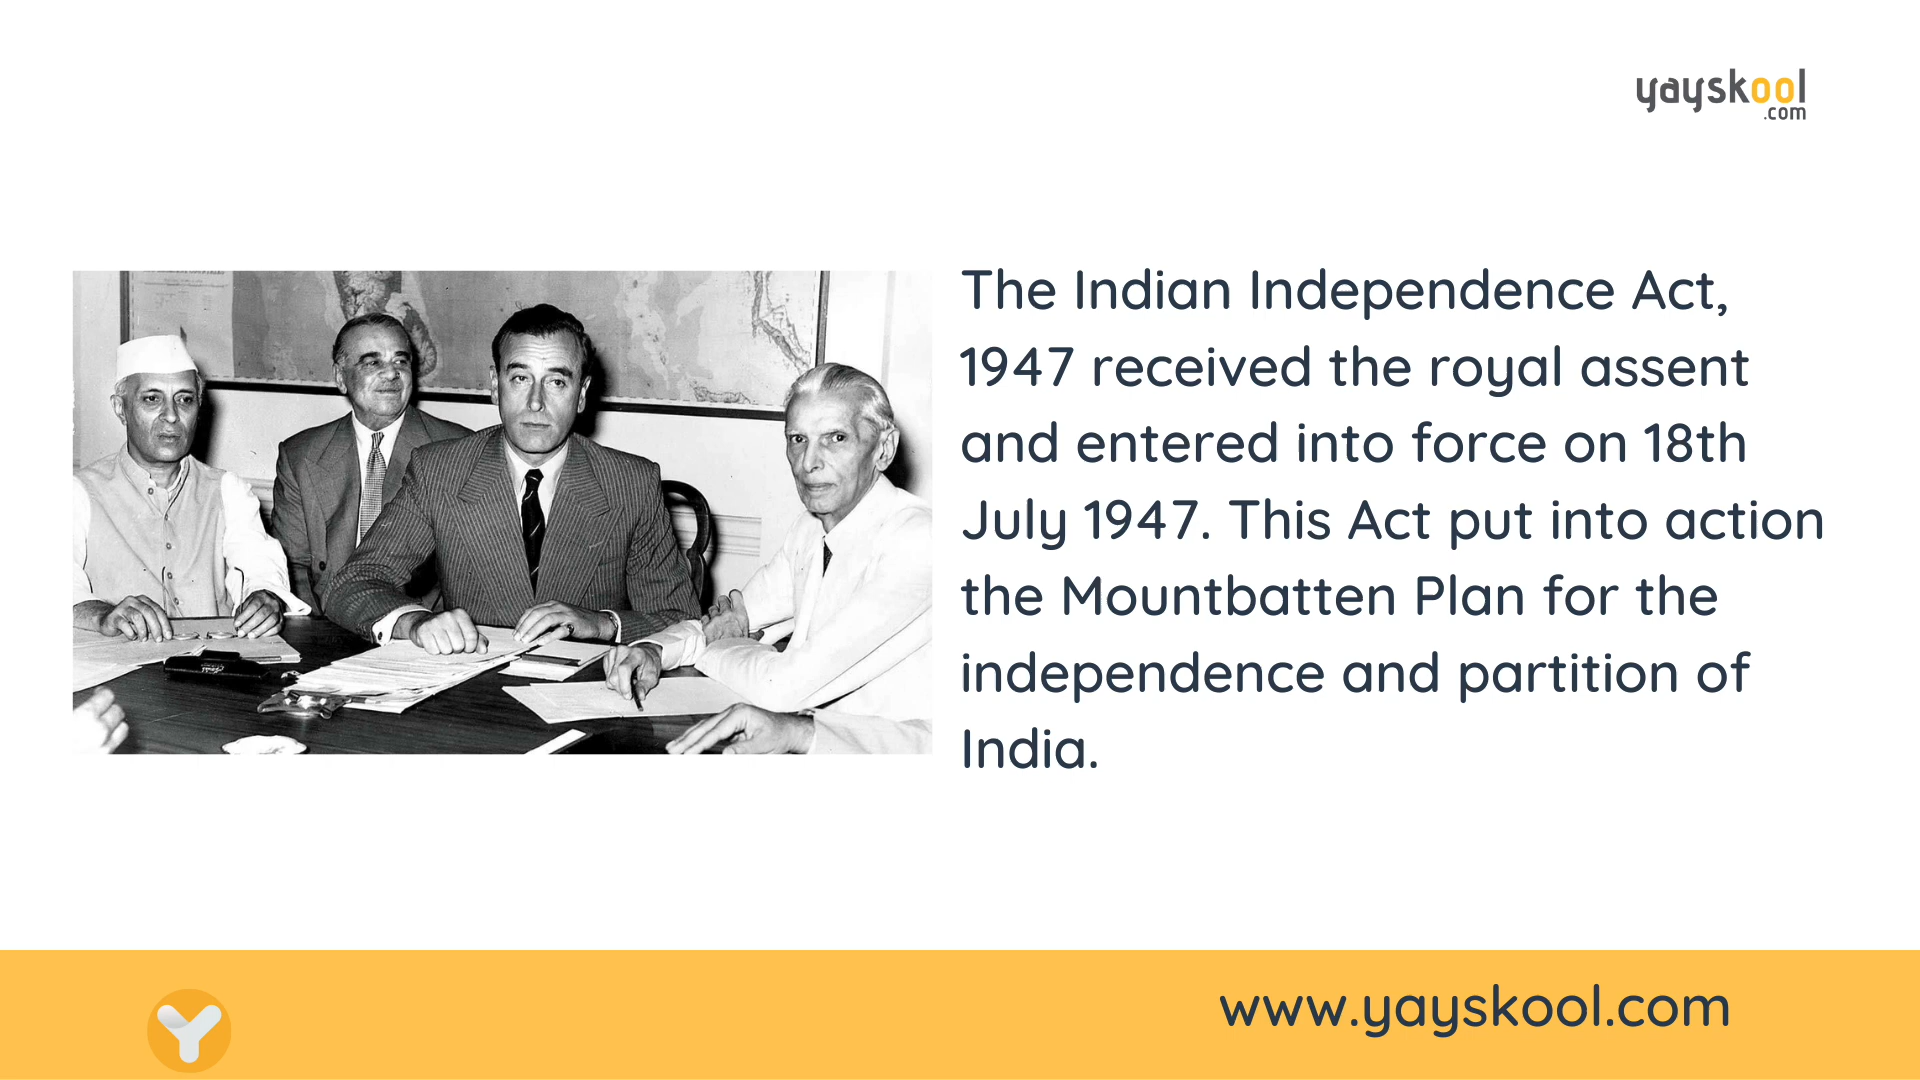 yayskool
.com
The Indian Independence Act,
1947 received the royal assent
and entered into force on 18th
July 1947. This Act put into action
the Mountbatten Plan for the
independence and partition of
India.
www.yayskool.com